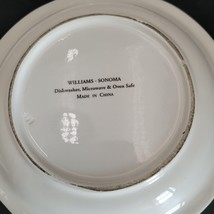 WILLIAMS-SONOMA
Dishwasher, Microwave & Oven Safe
Made in China